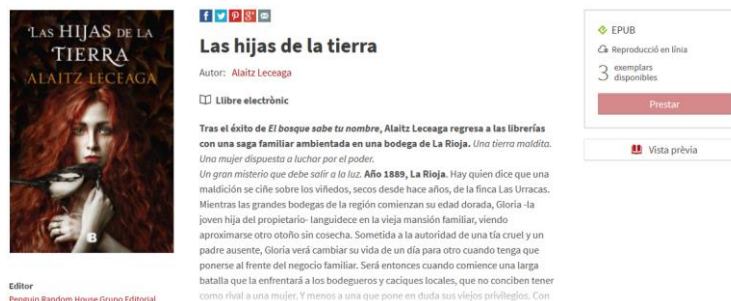 LAS HIJAS DE LA
TIERRA
ALAITZ LECEAGA
B
Editor
Penguin Random House Grupo Editorial
Las hijas de la tierra
Autor: Alaitz Leceaga
Llibre electrònic
Tras el éxito de El bosque sabe tu nombre, Alaitz Leceaga regresa a las librerías
con una saga familiar ambientada en una bodega de La Rioja. Una tierra maldita.
Una mujer dispuesta a luchar por el poder.
Un gran misterio que debe salir a la luz. Año 1889, La Rioja. Hay quien dice que una
maldición se ciñe sobre los viñedos, secos desde hace años, de la finca Las Urracas.
Mientras las grandes bodegas de la región comienzan su edad dorada, Gloria -la
joven hija del propietario- languidece en la vieja mansión familiar, viendo
aproximarse otro otoño sin cosecha. Sometida a la autoridad de una tía cruel y un
padre ausente, Gloria verá cambiar su vida de un día para otro cuando tenga que
ponerse al frente del negocio familiar. Será entonces cuando comience una larga
batalla que la enfrentará a los bodegueros y caciques locales, que no conciben tener
como rival a una mujer. Y menos a una que pone en duda sus viejos privilegios. Con
EPUB
Reproducció en línia
3 exemplars
disponibles
Prestar
Vista prèvia